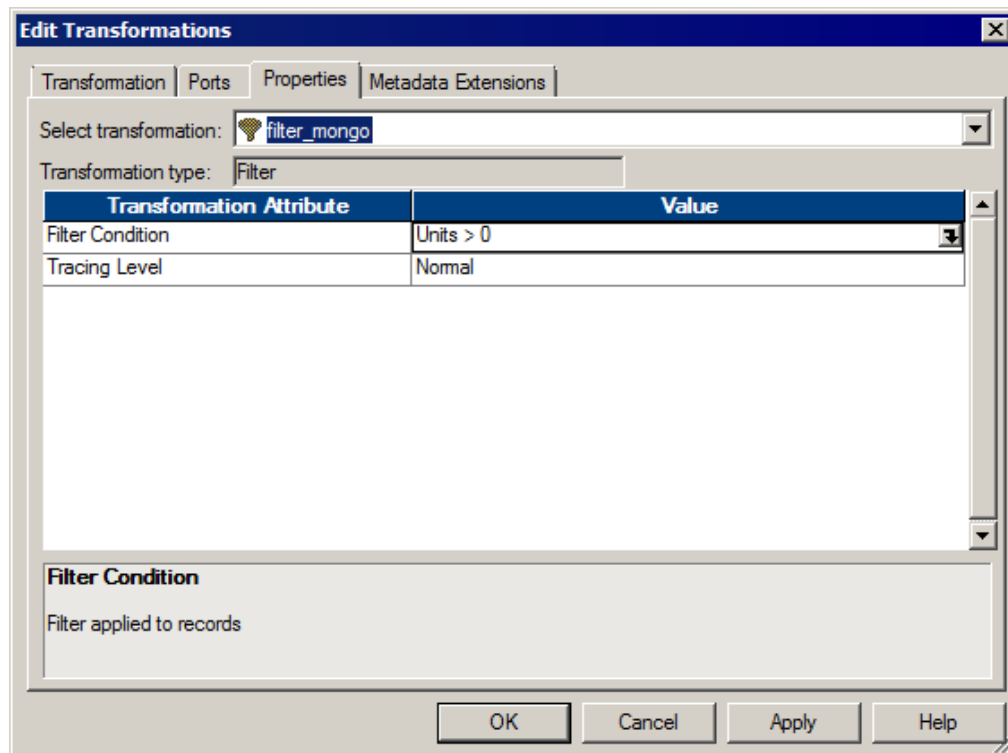 Edit Transformations
Transformation Ports Properties Metadata Extensions
Select transformation: filter_mongo
Transformation type: Filter
Transformation Attribute Value
Filter Condition Units > 0
Tracing Level Normal
Filter Condition
Filter applied to records
OK Cancel Apply Help